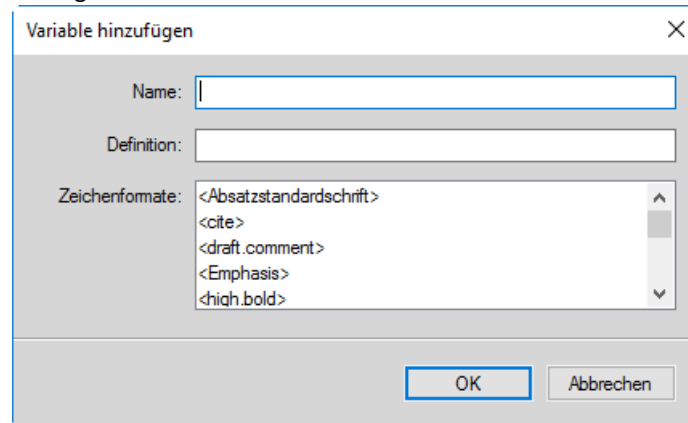 Variable hinzufügen
Name:
Definition:
Zeichenformate:
<Absatzstandardschrift>
<cite>
<draft.comment>
<Emphasis>
<high.bold>
OK Abbrechen